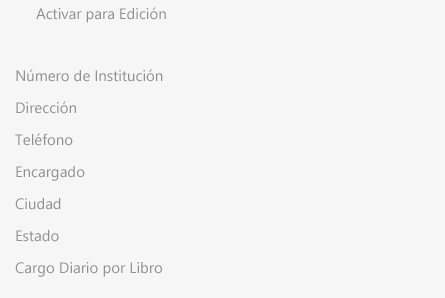 Activar para Edición
Número de Institución
Dirección
Teléfono
Encargado
Ciudad
Estado
Cargo Diario por Libro